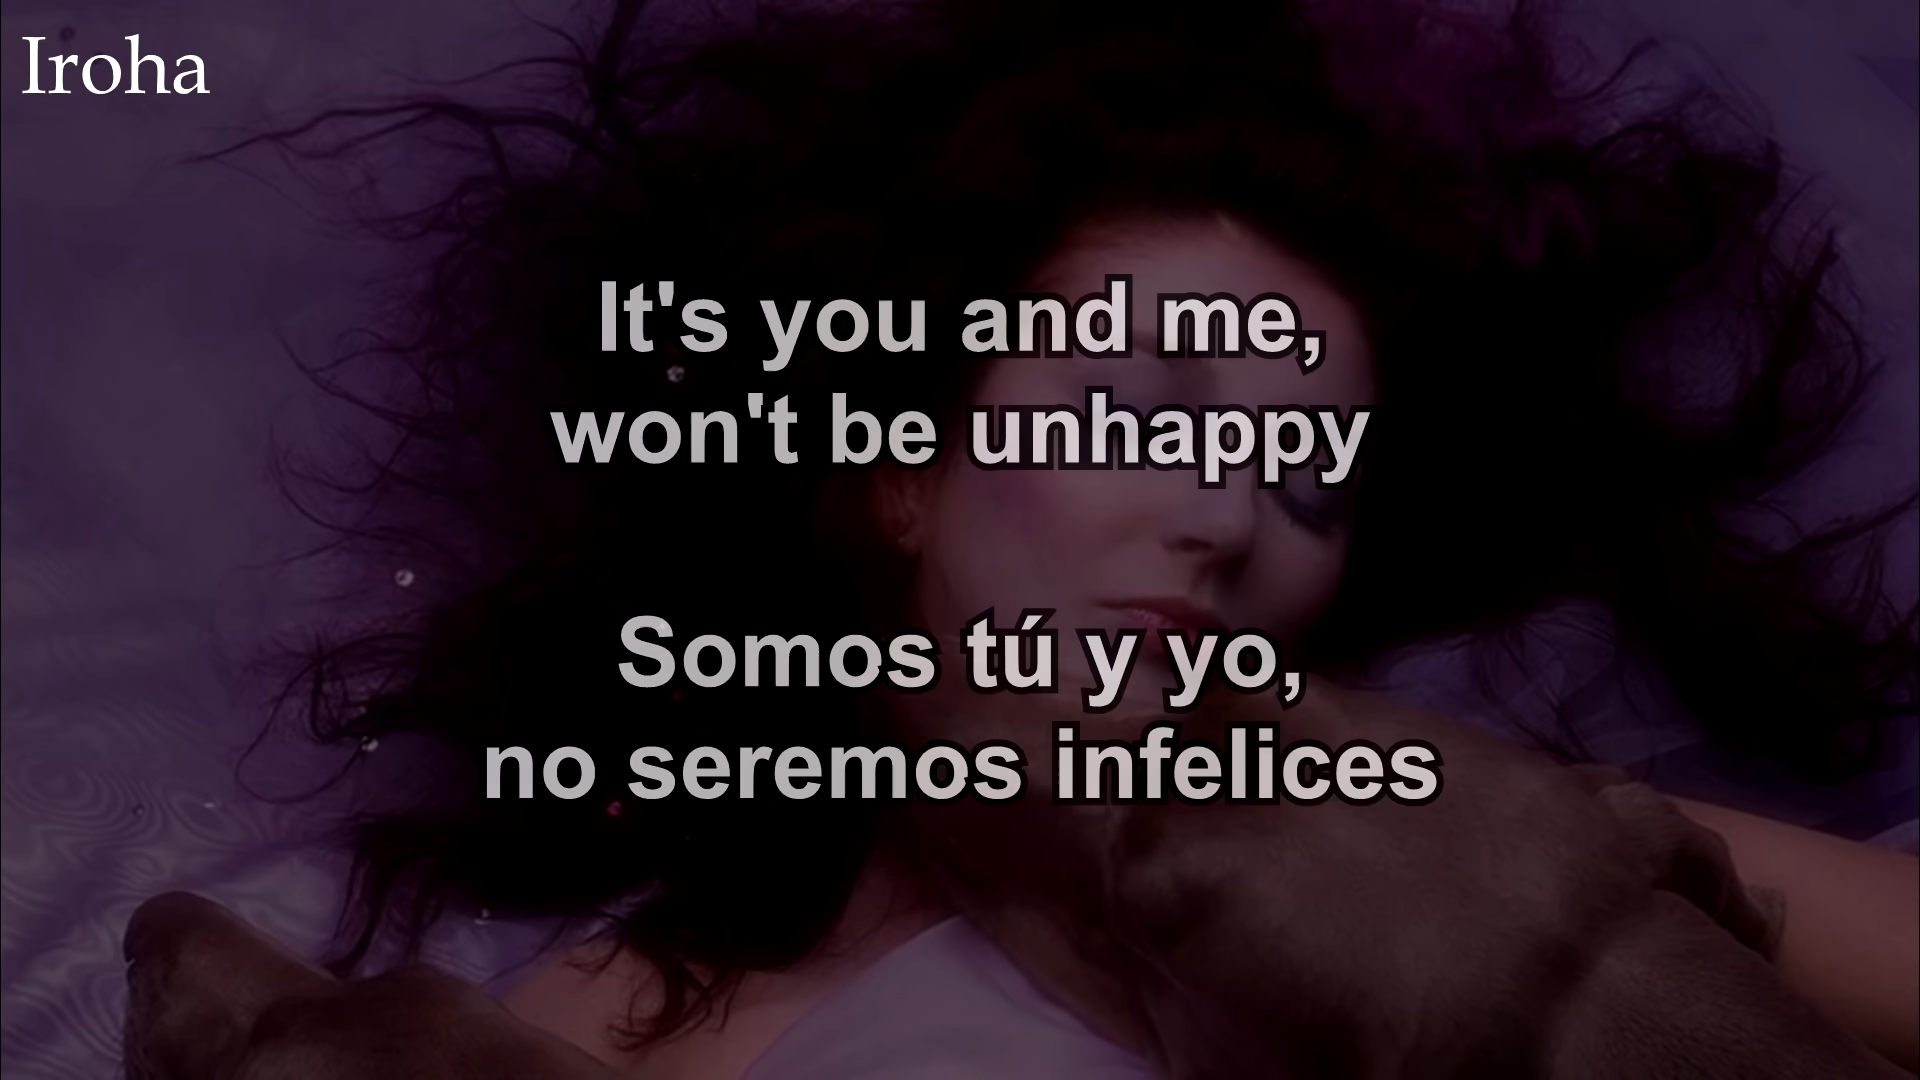 Iroha
It's you and me,
won't be unhappy
Somos tú y yo,
no seremos infelices